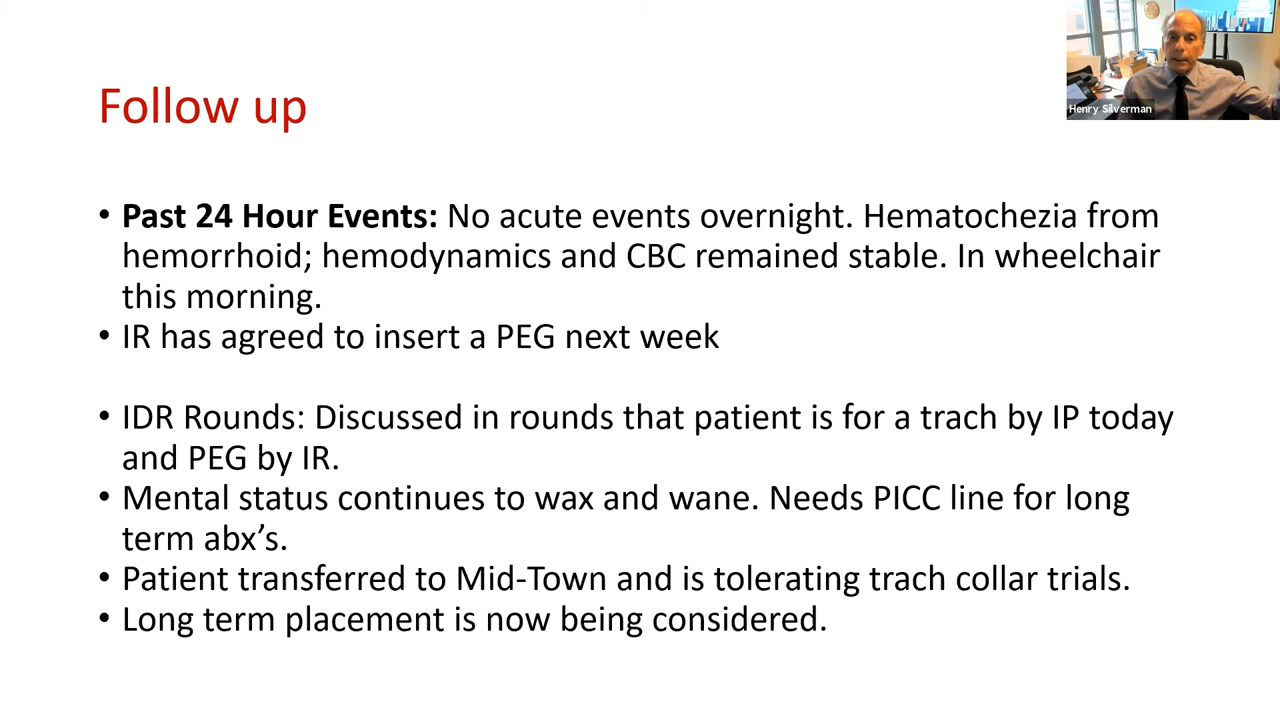 Follow up
Henry Silverman
• Past 24 Hour Events: No acute events overnight. Hematochezia from
hemorrhoid; hemodynamics and CBC remained stable. In wheelchair
this morning.
• IR has agreed to insert a PEG next week
• IDR Rounds: Discussed in rounds that patient is for a trach by IP today
and PEG by IR.
• Mental status continues to wax and wane. Needs PICC line for long
term abx’s.
• Patient transferred to Mid-Town and is tolerating trach collar trials.
• Long term placement is now being considered.